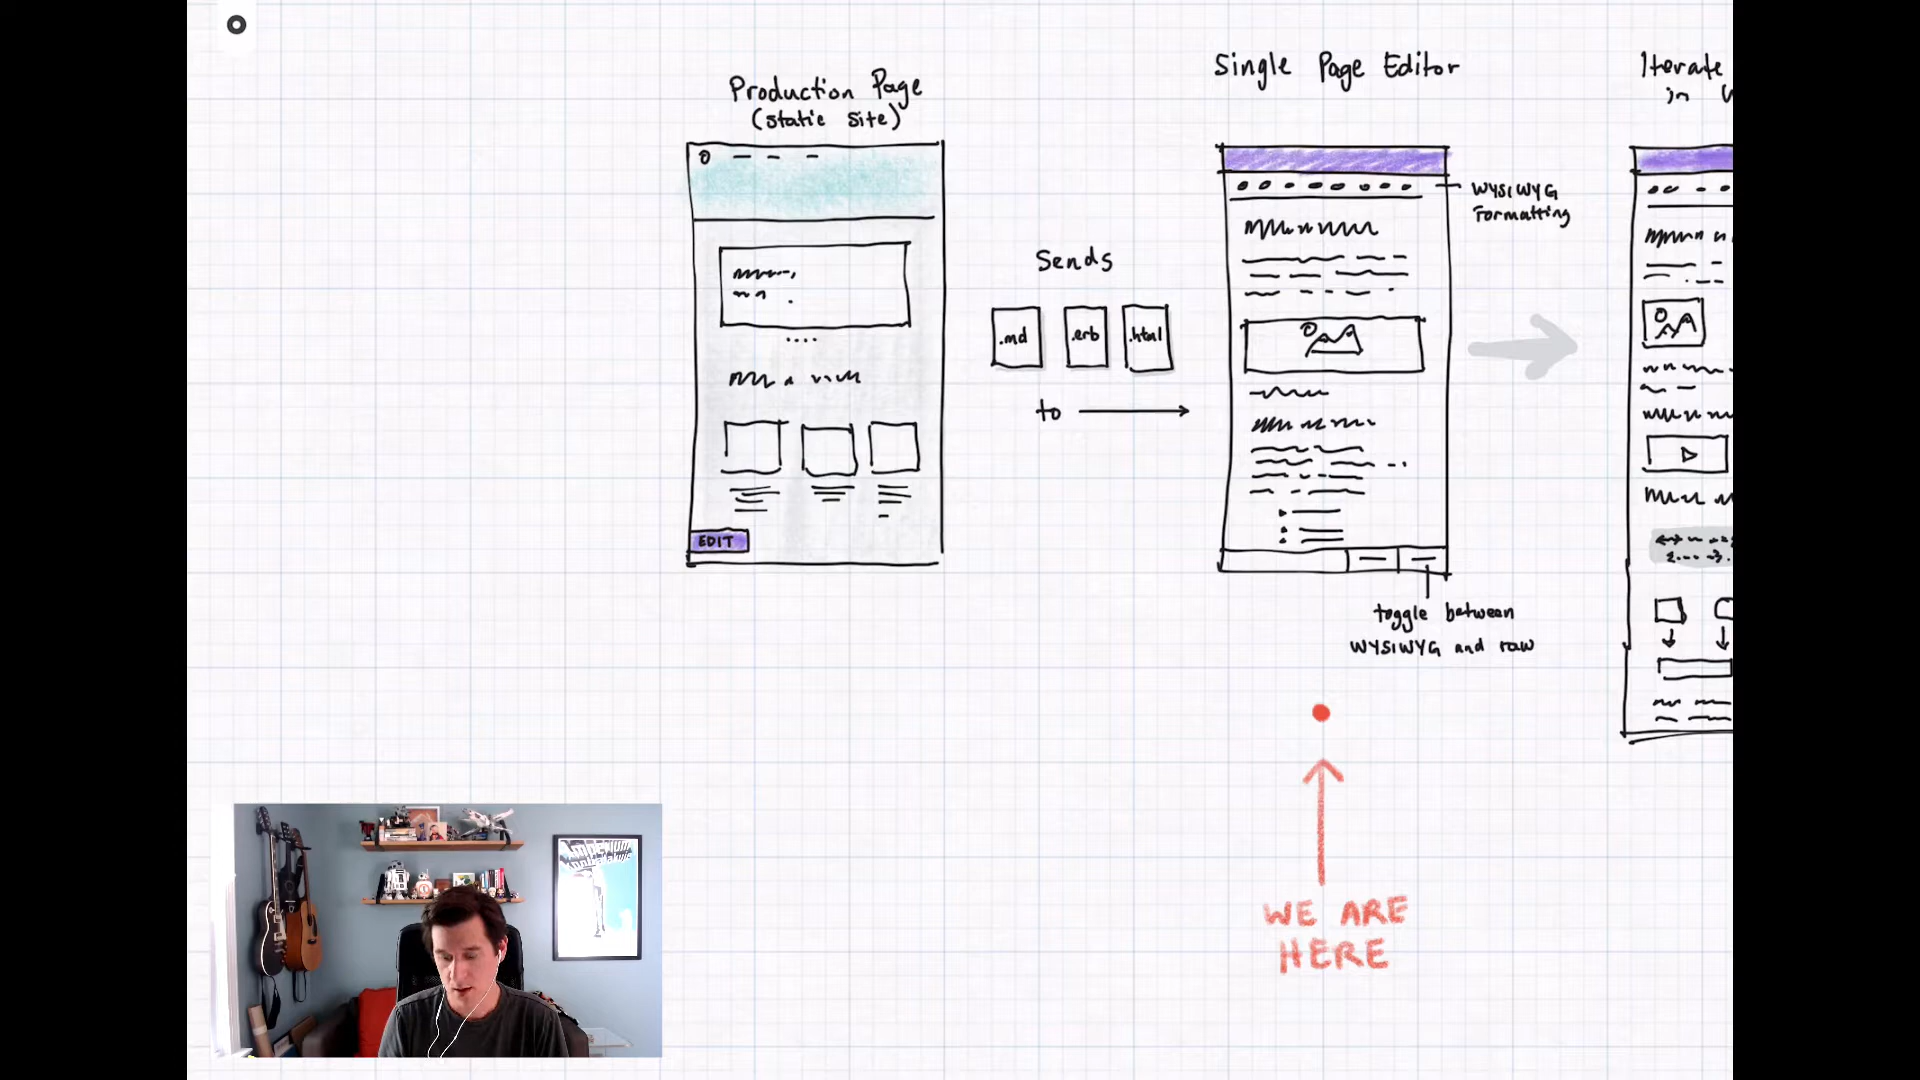 Production Page
(static site)
EDIT
Sends
.md
.erb
.html
to
Single Page Editor
WYSIWYG
Formatting
toggle between
WYSIWYG and raw
WE ARE
HERE
Iterate
in